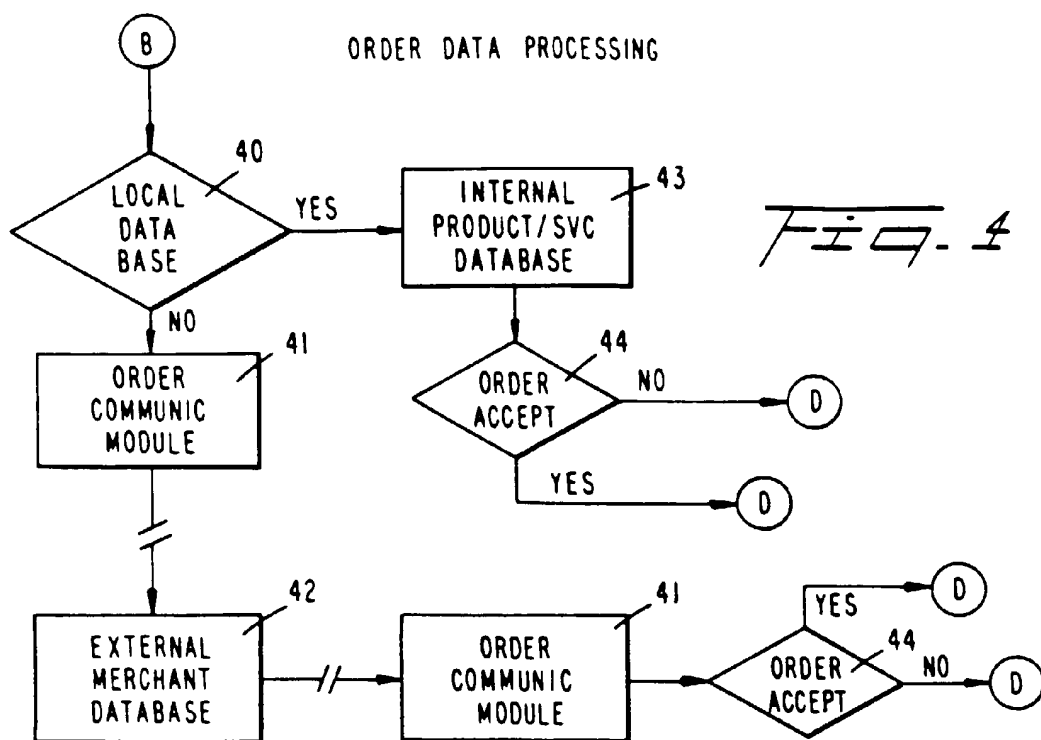 B
ORDER DATA PROCESSING
40
LOCAL
DATA
BASE
YES
NO
43
INTERNAL
PRODUCT/SVC
DATABASE
Fig. 4
41
ORDER
COMMUNIC
MODULE
44
ORDER
ACCEPT
NO
D
YES
D
42
EXTERNAL
MERCHANT
DATABASE
41
ORDER
COMMUNIC
MODULE
44
ORDER
ACCEPT
YES
D
NO
D